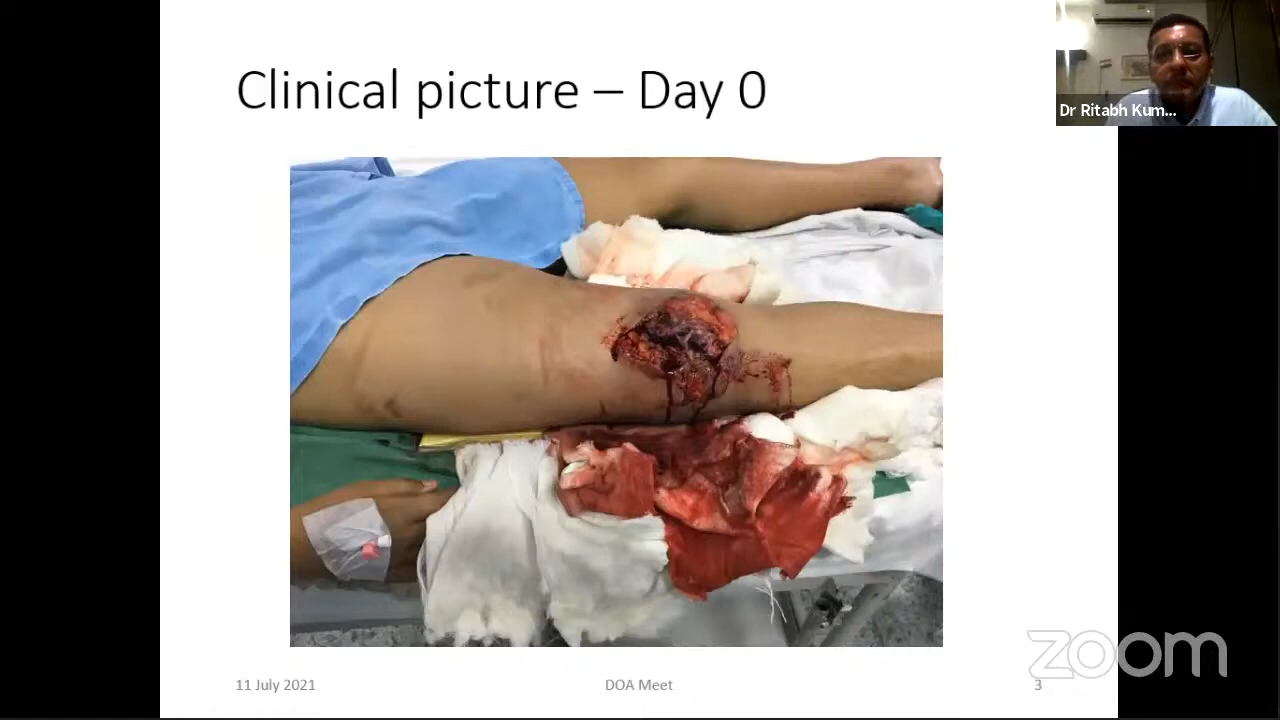 Clinical picture – Day 0
Dr Ritabh Kum...
11 July 2021
DOA Meet
3
zoom